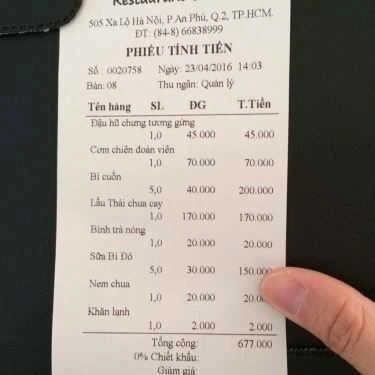 505 Xa Lộ Hà Nội, P.An Phú, Q.2, TP.HCM.
ĐT: (84-8) 66838999
PHIẾU TÍNH TIỀN
Số : 0020758 Ngày: 23/04/2016 14:03
Bàn: 08 Thu ngân: Quản lý
Tên hàng SL ĐG T.Tiền
Đậu hũ chưng tương gừng
1,0 45.000 45.000
Cơm chiên đoàn viên
1,0 70.000 70.000
Bì cuốn
5,0 40.000 200.000
Lẩu Thái chua cay
1,0 170.000 170.000
Bình trà nóng
1,0 20.000 20.000
Sữa Bí Đỏ
5,0 30.000 150.000
Nem chua
1,0 20.000
Khăn lạnh
1,0 2.000 2.000
Tổng cộng: 677.000
0% Chiết khấu:
Giảm giá: